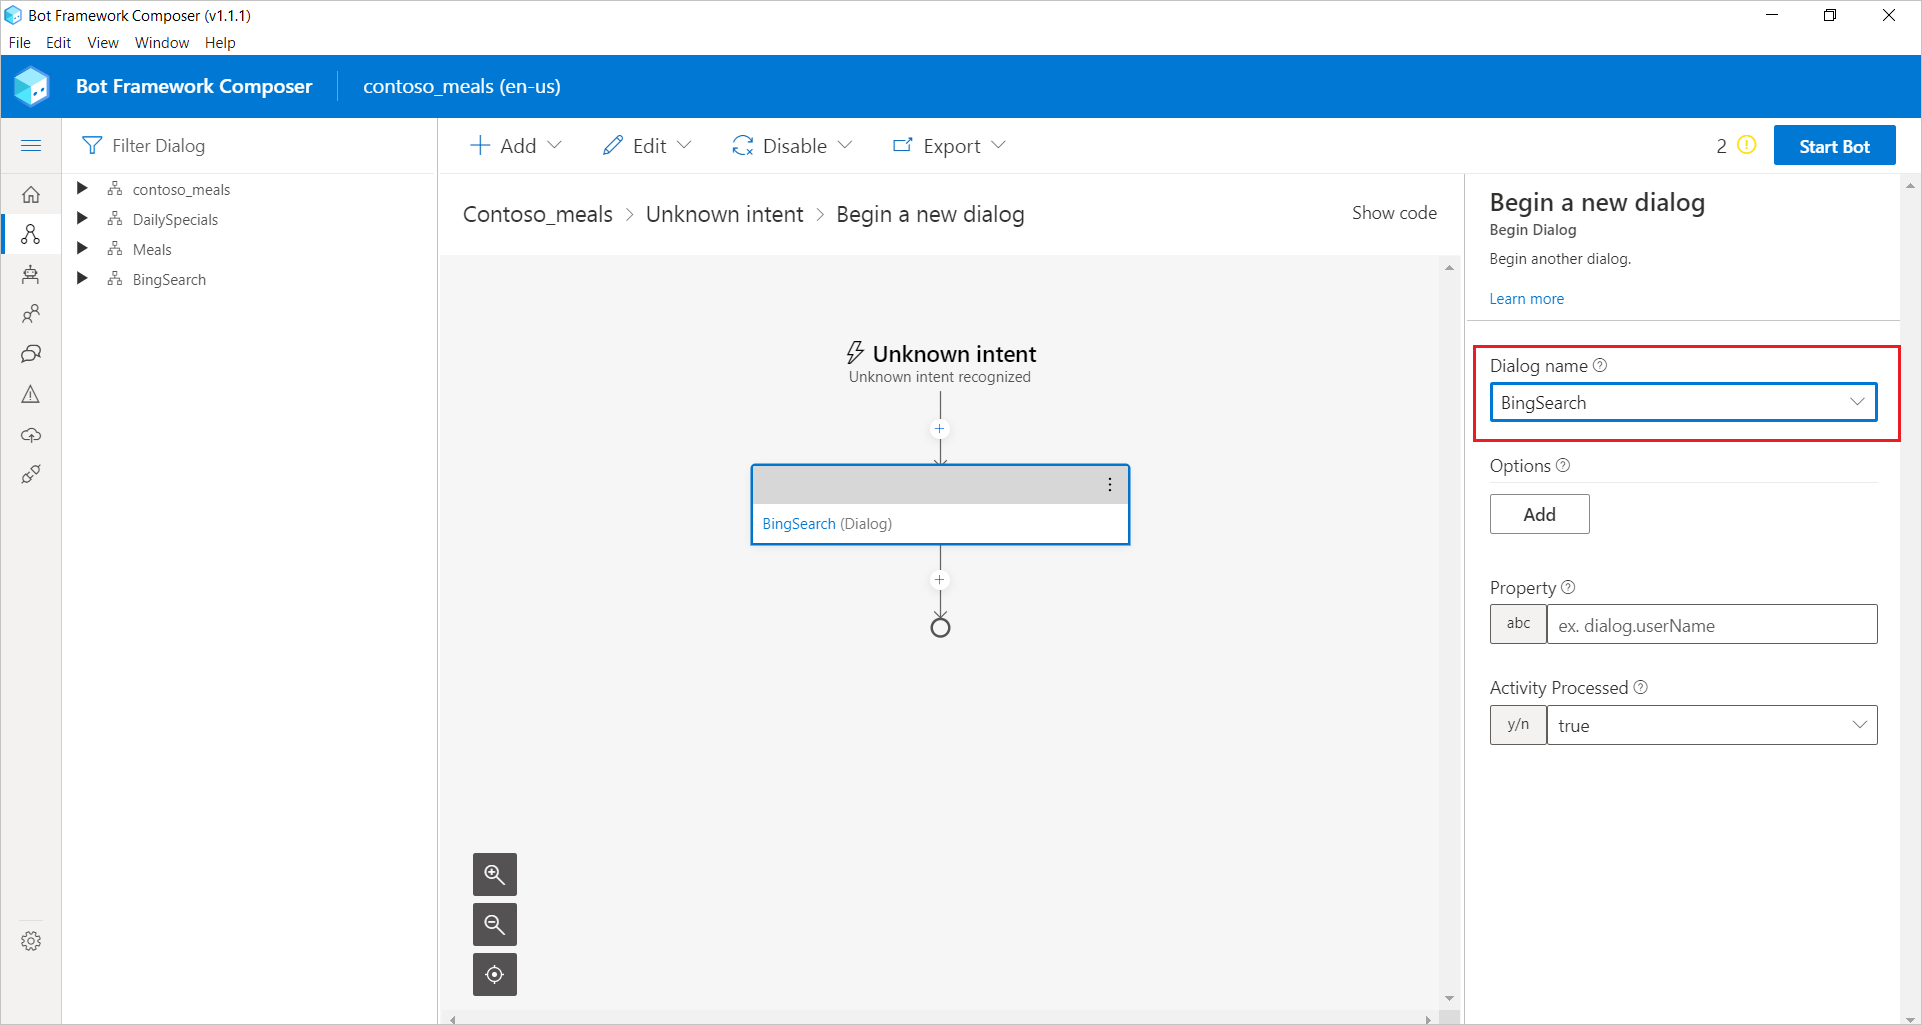 Bot Framework Composer (v1.1.1)
File Edit View Window Help
Bot Framework Composer contoso_meals (en-us)
Filter Dialog
contoso_meals
DailySpecials
Meals
BingSearch
Add Edit Disable Export 2 Start Bot
Contoso_meals > Unknown intent > Begin a new dialog Show code
Unknown intent
Unknown intent recognized
BingSearch (Dialog)
Begin a new dialog
Begin Dialog
Begin another dialog.
Learn more
Dialog name
BingSearch
Options
Add
Property
abc ex. dialog.userName
Activity Processed
y/n true